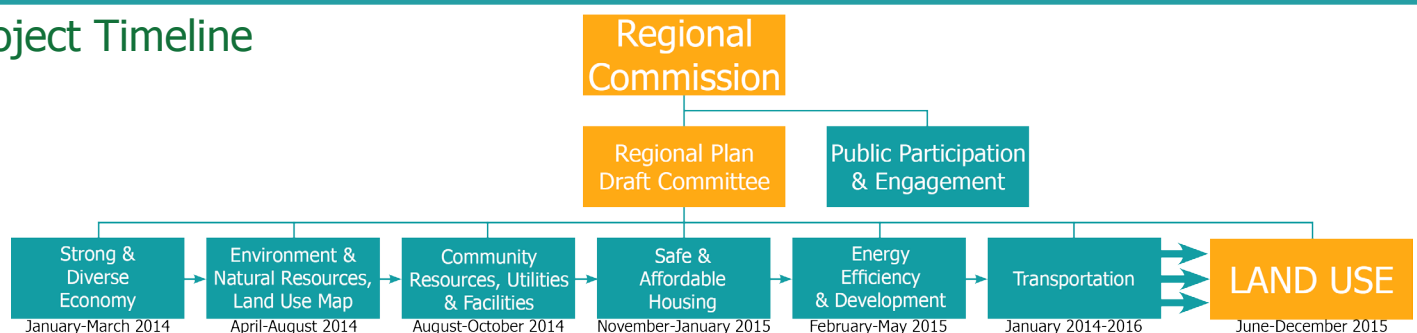 oject Timeline
Regional
Commission
Regional Plan
Draft Committee
Public Participation
& Engagement
Strong &
Diverse
Economy
January-March 2014
Environment &
Natural Resources,
Land Use Map
April-August 2014
Community
Resources, Utilities
& Facilities
August-October 2014
Safe &
Affordable
Housing
November-January 2015
Energy
Efficiency
& Development
February-May 2015
Transportation
January 2014-2016
LAND USE
June-December 2015